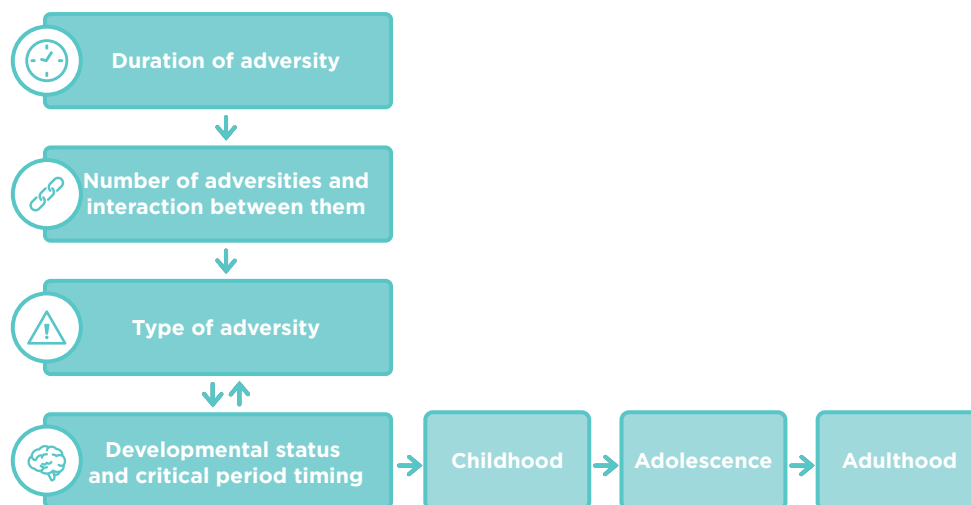 Duration of adversity
Number of adversities and
interaction between them
Type of adversity
Developmental status
and critical period timing
Childhood
Adolescence
Adulthood